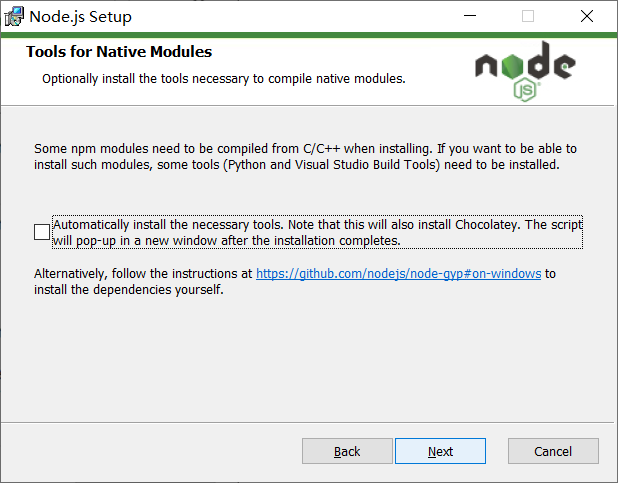 Node.js Setup
Tools for Native Modules
Optionally install the tools necessary to compile native modules.
node
JS
Some npm modules need to be compiled from C/C++ when installing. If you want to be able to
install such modules, some tools (Python and Visual Studio Build Tools) need to be installed.
Automatically install the necessary tools. Note that this will also install Chocolatey. The script
will pop-up in a new window after the installation completes.
Alternatively, follow the instructions at https://github.com/nodejs/node-gyp#on-windows to
install the dependencies yourself.
Back Next Cancel